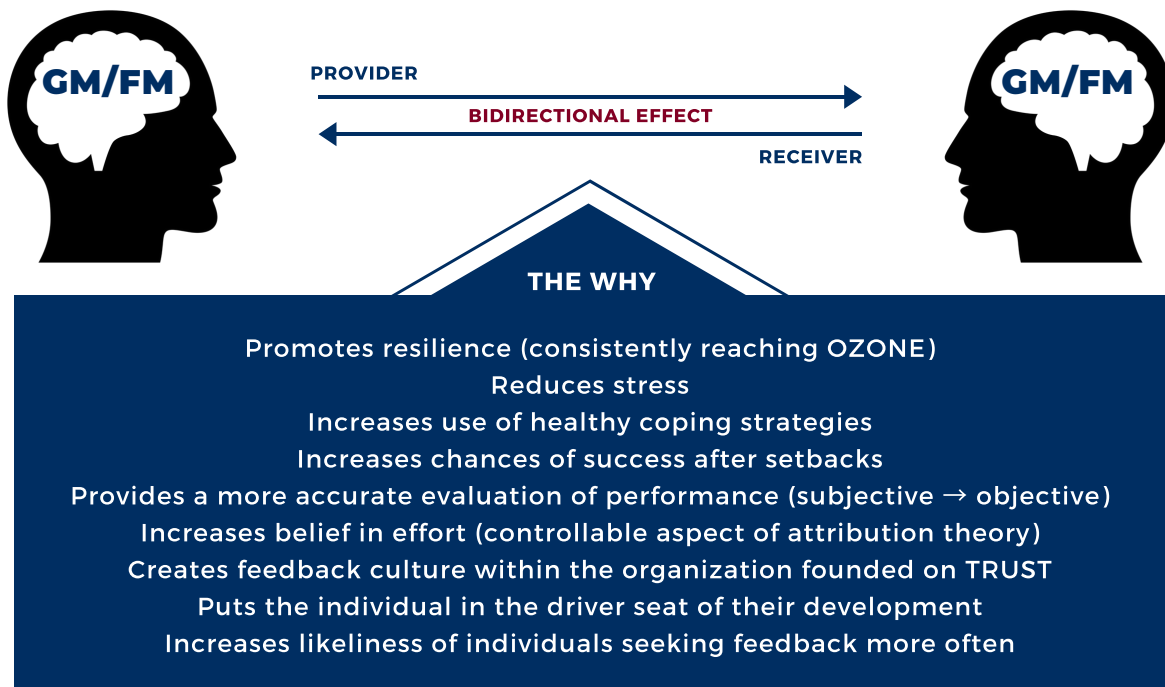 GM/FM
PROVIDER
BIDIRECTIONAL EFFECT
RECEIVER
GM/FM
THE WHY
Promotes resilience (consistently reaching OZONE)
Reduces stress
Increases use of healthy coping strategies
Increases chances of success after setbacks
Provides a more accurate evaluation of performance (subjective → objective)
Increases belief in effort (controllable aspect of attribution theory)
Creates feedback culture within the organization founded on TRUST
Puts the individual in the driver seat of their development
Increases likeliness of individuals seeking feedback more often